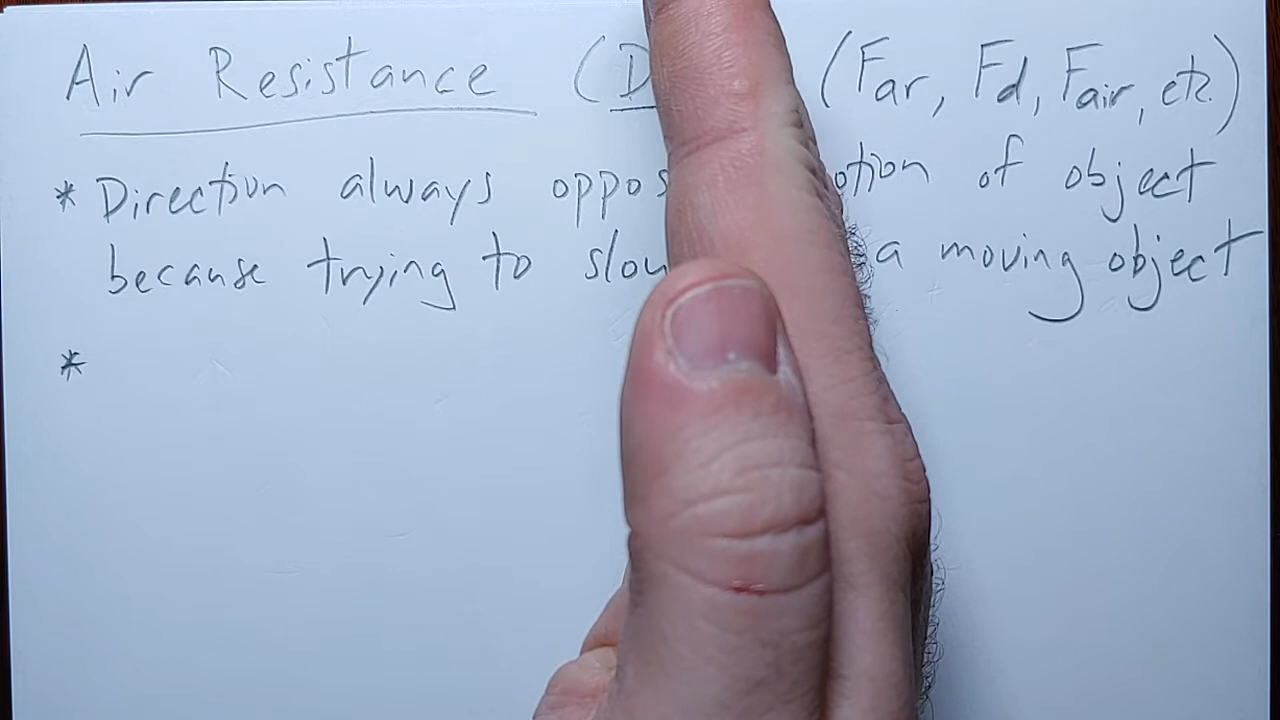 Air Resistance (D (Far, Fd, Fair, etc.)
* Direction always oppos otion of object
because trying to slow a moving object
*